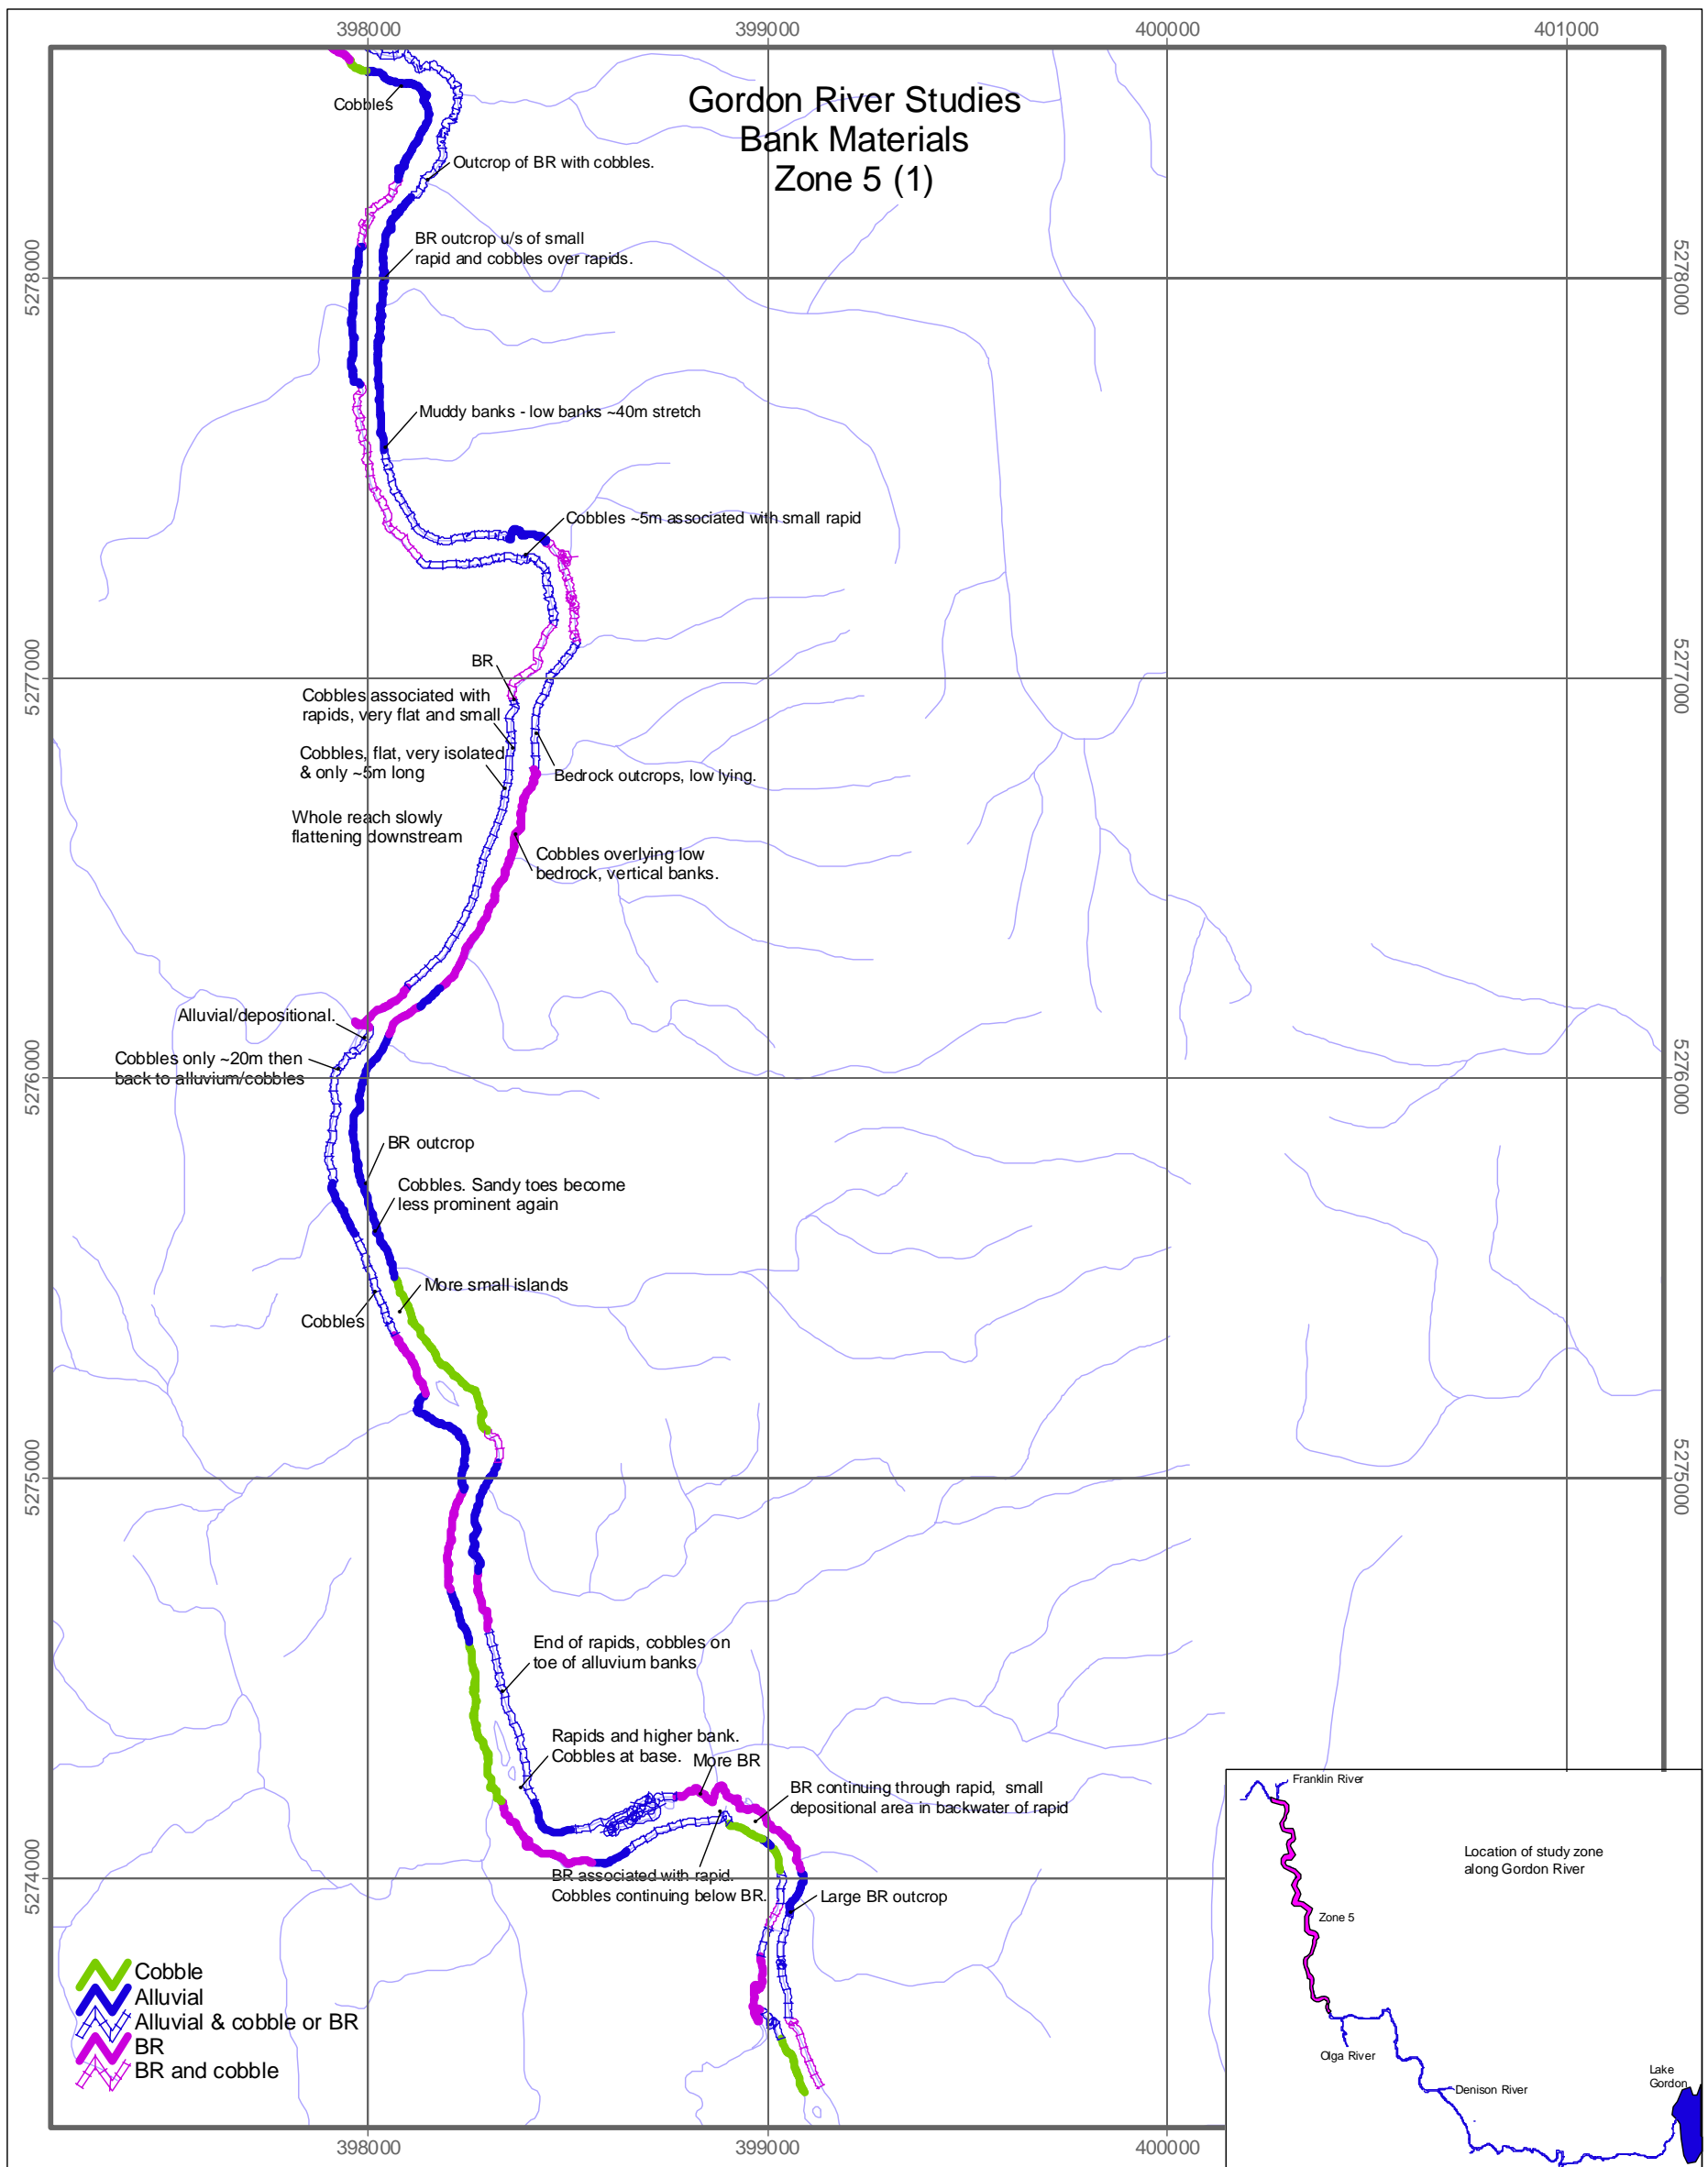 398000
399000
400000
401000
Gordon River Studies
Bank Materials
Zone 5 (1)
Cobbles
Outcrop of BR with cobbles.
BR outcrop u/s of small
rapid and cobbles over rapids.
5278000
5278000
Muddy banks - low banks ~40m stretch
Cobbles ~5m associated with small rapid
BR
5277000
5277000
Cobbles associated with
rapids, very flat and small
Cobbles, flat, very isolated
& only ~5m long
Bedrock outcrops, low lying.
Whole reach slowly
flattening downstream
Cobbles overlying low
bedrock, vertical banks.
Alluvial/depositional.
Cobbles only ~20m then
back to alluvium/cobbles
5276000
5276000
BR outcrop
Cobbles. Sandy toes become
less prominent again
More small islands
Cobbles
5275000
5275000
End of rapids, cobbles on
toe of alluvium banks
Rapids and higher bank.
Cobbles at base.
More BR
BR continuing through rapid, small
depositional area in backwater of rapid
5274000
BR associated with rapid.
Cobbles continuing below BR.
Large BR outcrop
Cobble
Alluvial
Alluvial & cobble or BR
BR
BR and cobble
Franklin River
Location of study zone
along Gordon River
Zone 5
Olga River
Denison River
Lake
Gordon
398000
399000
400000